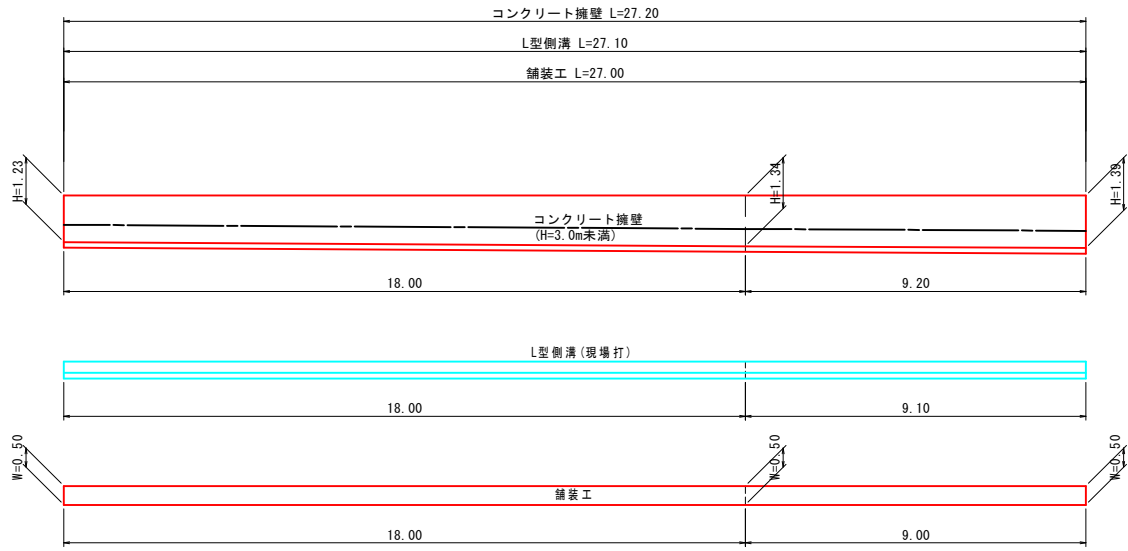 コンクリート擁壁 L=27.20
L型側溝 L=27.10
舗装工 L=27.00
H=1.23
H=1.34
H=1.39
コンクリート擁壁
(H=3.0m未満)
18.00
9.20
L型側溝(現場打)
18.00
9.10
W=0.50
W=0.50
W=0.50
舗装工
18.00
9.00